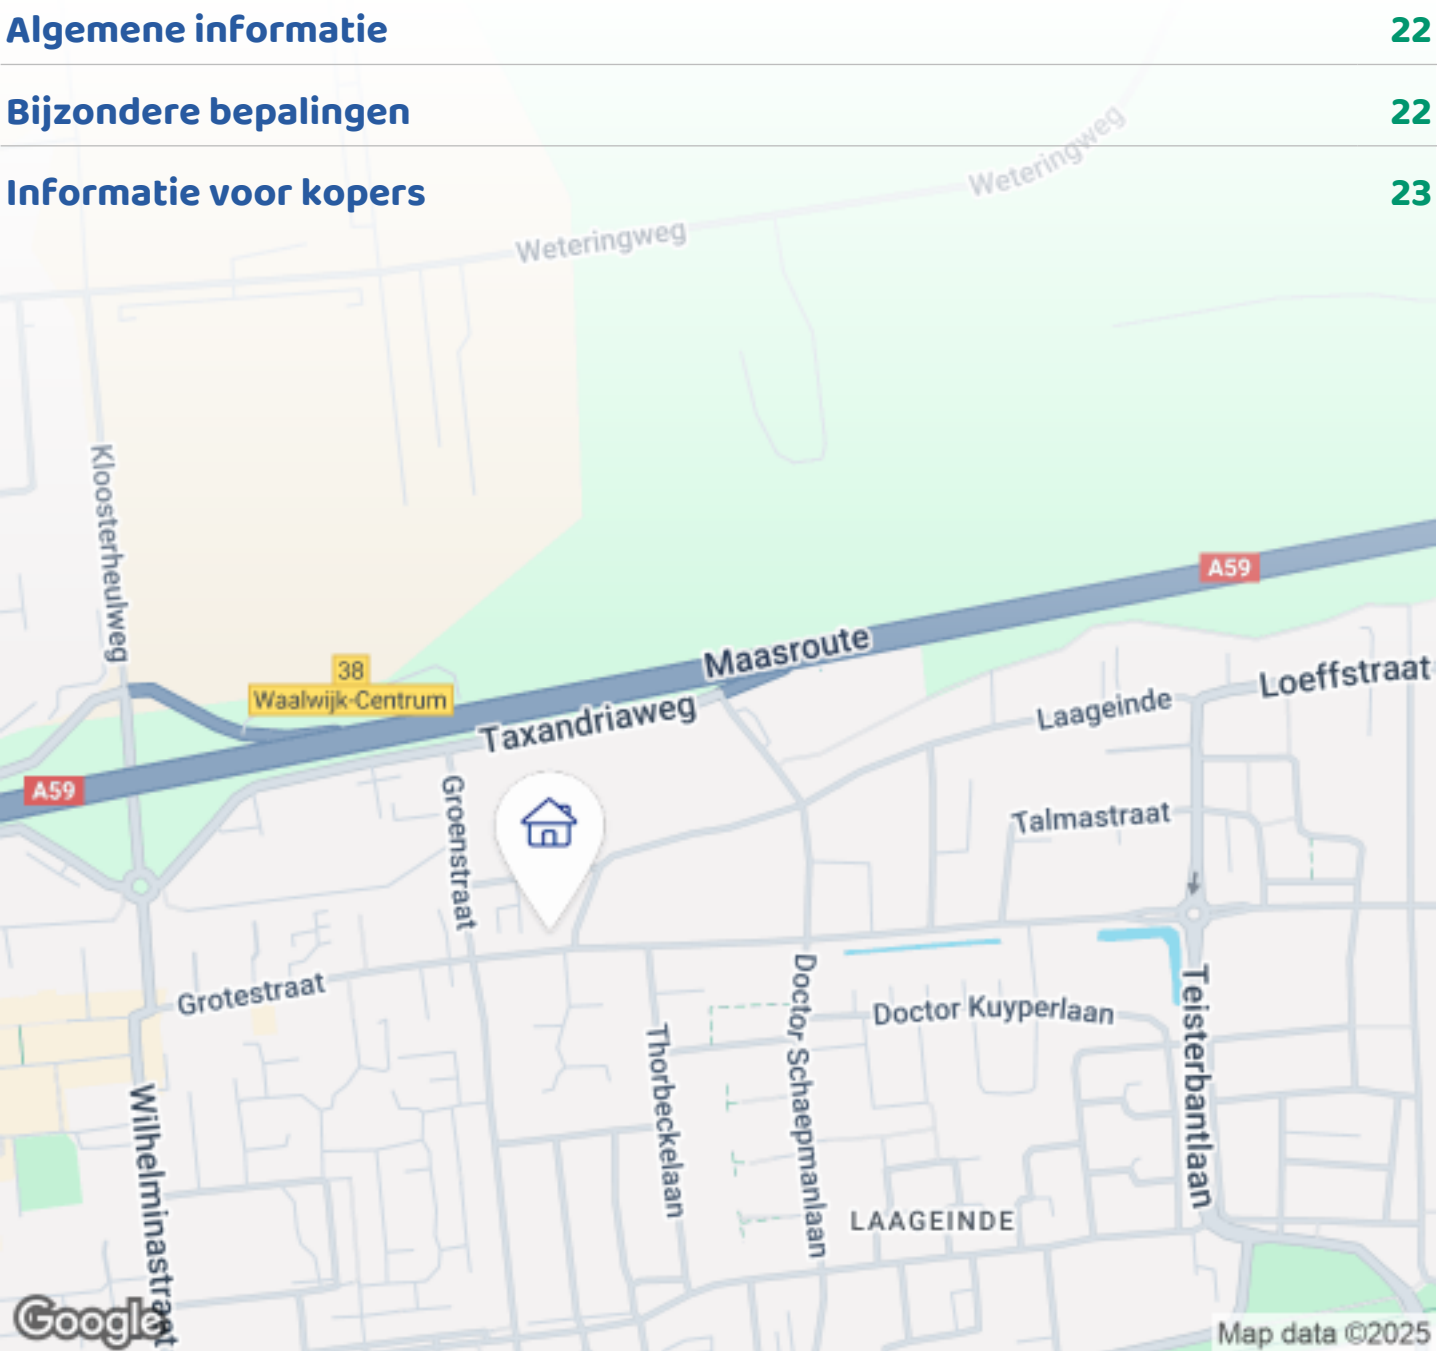 Algemene informatie 22
Bijzondere bepalingen 22
Informatie voor kopers 23
Weteringweg
Weteringweg
Kloosterheulweg
A59
Maasroute
38
Waalwijk-Centrum
Taxandriaweg
Loeffstraat
Laageinde
A59
Groenstraat
Talmastraat
Grotestraat
Doctor Schaepmanlaan
Doctor Kuyperlaan
Teisterbantlaan
Thorbeckelaan
Wilhelminastraat
LAAGEINDE
Google
Map data ©2025